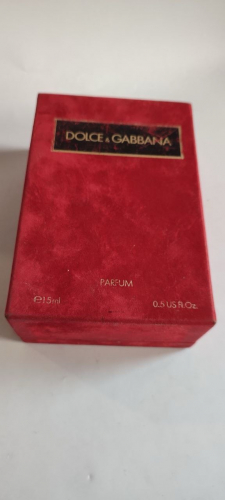 DOLCE & GABBANA
PARFUM
℮15ml 0.5 US Fl.Oz.